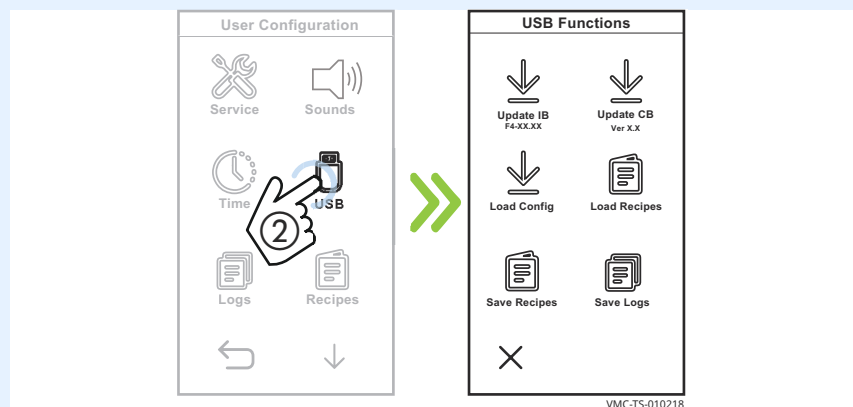 User Configuration
Service
Sounds
Time
USB
2
Logs
Recipes
USB Functions
Update IB
F4-XX.XX
Update CB
Ver X.X
Load Config
Load Recipes
Save Recipes
Save Logs
VMC-TS-010218